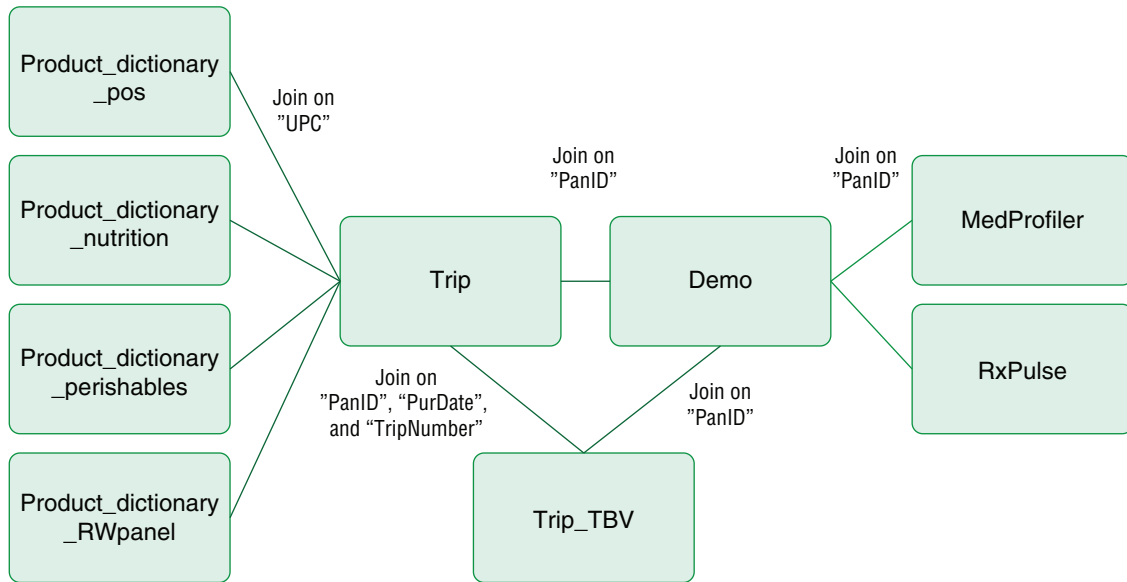 Product_dictionary
_pos
Join on
”UPC”
Product_dictionary
_nutrition
Product_dictionary
_perishables
Product_dictionary
_RWpanel
Trip
Join on
”PanID”
Demo
Join on
”PanID”
MedProfiler
RxPulse
Join on
”PanID”, “PurDate”,
and “TripNumber”
Join on
”PanID”
Trip_TBV